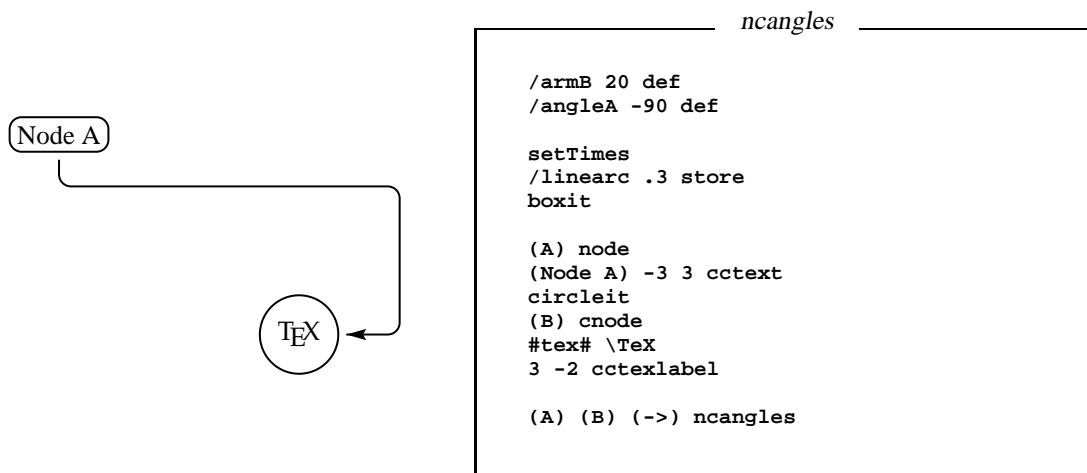 ncangles
/armB 20 def
/angleA -90 def
setTimes
/linearc .3 store
boxit
(A) node
(Node A) -3 3 cctext
circleit
(B) cnode
#tex# \TeX
3 -2 cctexlabel
(A) (B) (->) ncangles
Node A
TEX